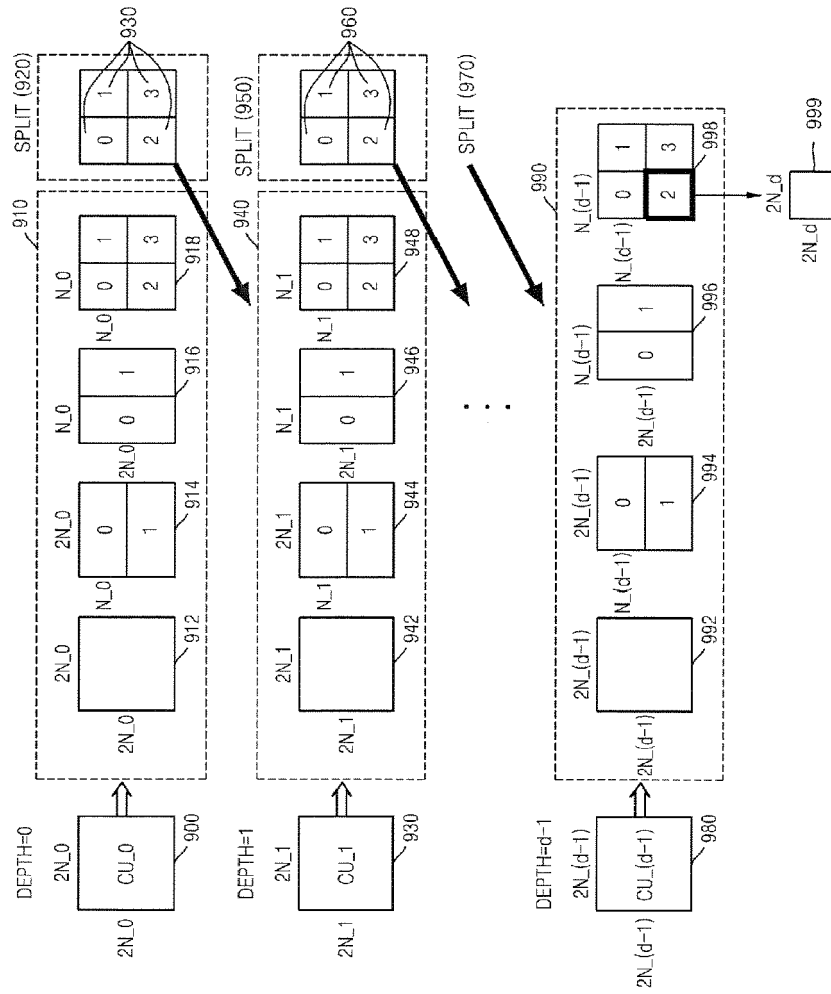 DEPTH=0
2N_0
2N_0
CU_0
900
910
2N_0
2N_0
912
2N_0
N_0
0
1
914
N_0
2N_0
0
1
916
N_0
N_0
0
1
2
3
918
SPLIT (920)
0
1
2
3
930
DEPTH=1
2N_1
2N_1
CU_1
930
940
2N_1
2N_1
942
2N_1
N_1
0
1
944
N_1
2N_1
0
1
946
N_1
N_1
0
1
2
3
948
SPLIT (950)
0
1
2
3
960
. . .
SPLIT (970)
DEPTH=d-1
2N_(d-1)
2N_(d-1)
CU_(d-1)
980
990
2N_(d-1)
2N_(d-1)
992
2N_(d-1)
N_(d-1)
0
1
994
N_(d-1)
2N_(d-1)
0
1
996
N_(d-1)
N_(d-1)
0
1
2
3
998
2N_d
2N_d
999